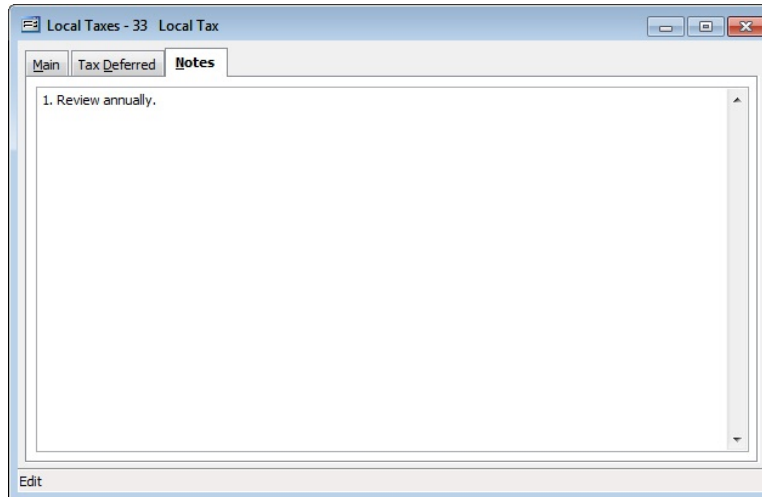 Local Taxes - 33 Local Tax
Main Tax Deferred Notes
1. Review annually.
Edit